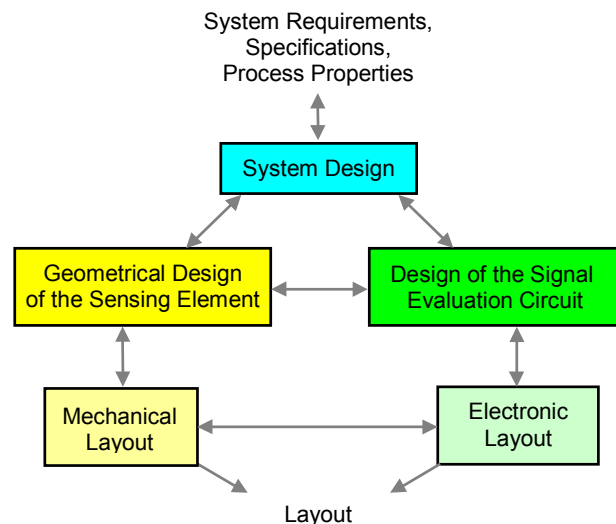 System Requirements,
Specifications,
Process Properties
System Design
Geometrical Design
of the Sensing Element
Design of the Signal
Evaluation Circuit
Mechanical
Layout
Electronic
Layout
Layout